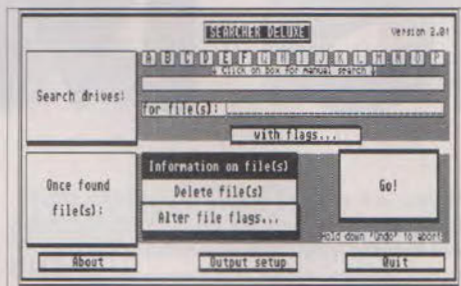 SEARCHER DELUXE
Version 2.01
A B C D E F G H I J K L M N O P
Search drives:
↓ Click on box for manual search ↓
for file(s):
with flags...
Once found
file(s):
Information on file(s)
Delete file(s)
Alter file flags...
Go!
Hold down 'Undo' to abort
About
Output setup
Quit